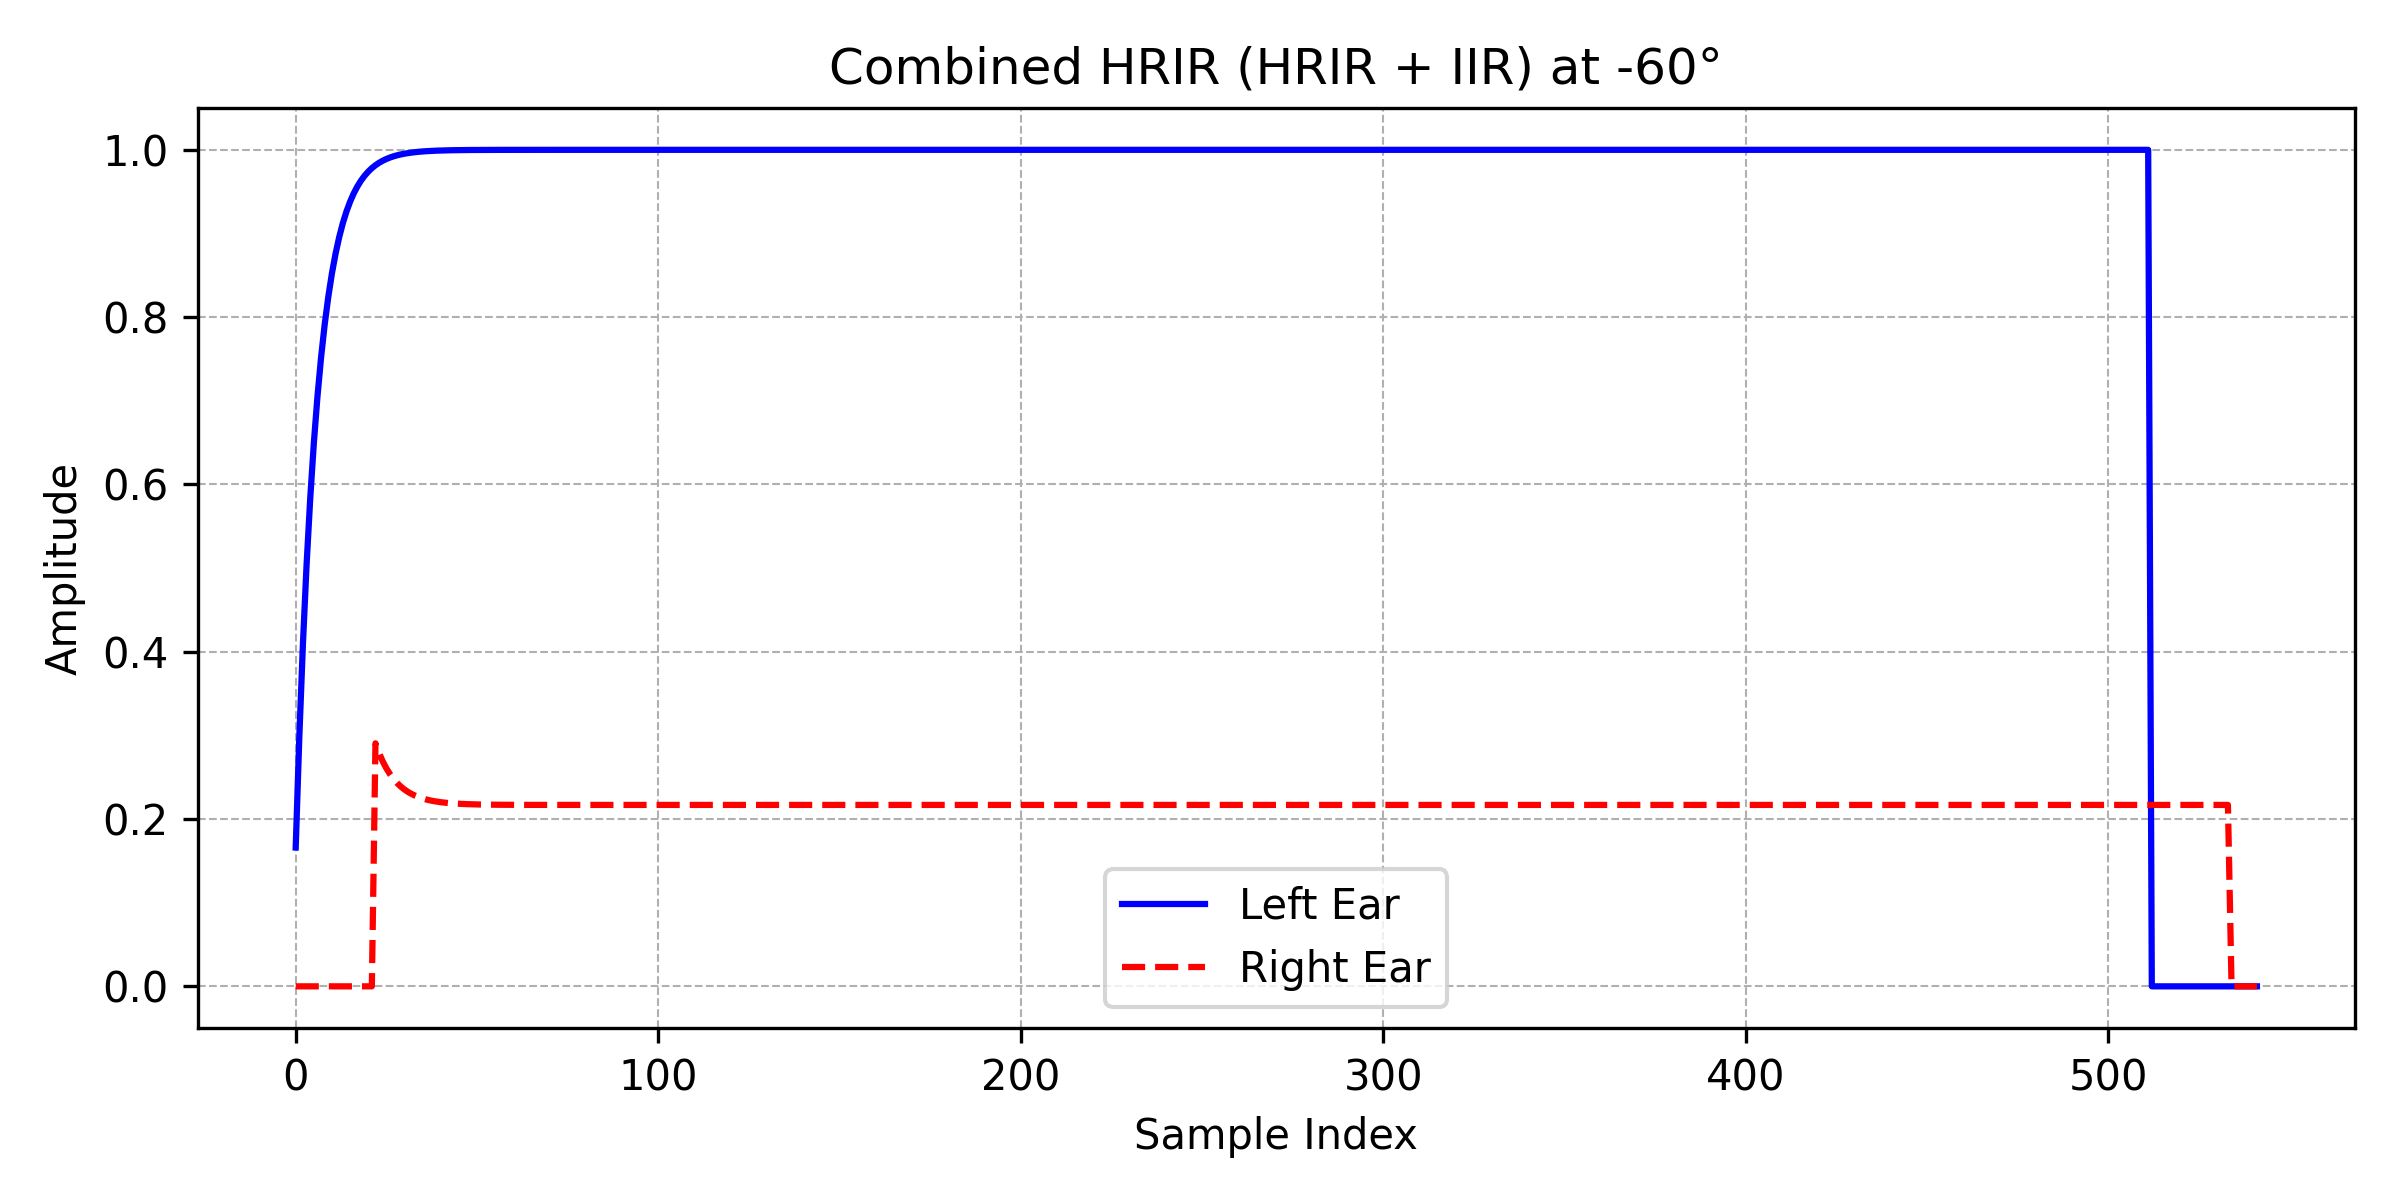 Combined HRIR (HRIR + IIR) at -60°
Amplitude
1.0
0.8
0.6
0.4
0.2
0.0
Left Ear
Right Ear
0 100 200 300 400 500
Sample Index